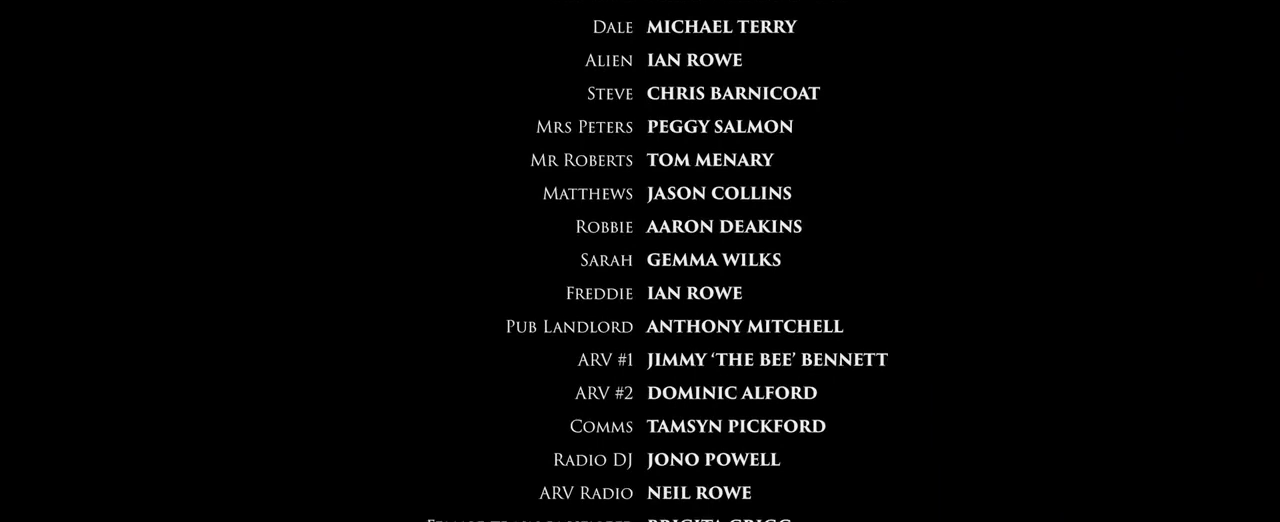 Dale MICHAEL TERRY
Alien IAN ROWE
Steve CHRIS BARNICOAT
Mrs Peters PEGGY SALMON
Mr Roberts TOM MENARY
Matthews JASON COLLINS
Robbie AARON DEAKINS
Sarah GEMMA WILKS
Freddie IAN ROWE
Pub Landlord ANTHONY MITCHELL
ARV #1 JIMMY ‘THE BEE’ BENNETT
ARV #2 DOMINIC ALFORD
Comms TAMSYN PICKFORD
Radio DJ JONO POWELL
ARV Radio NEIL ROWE